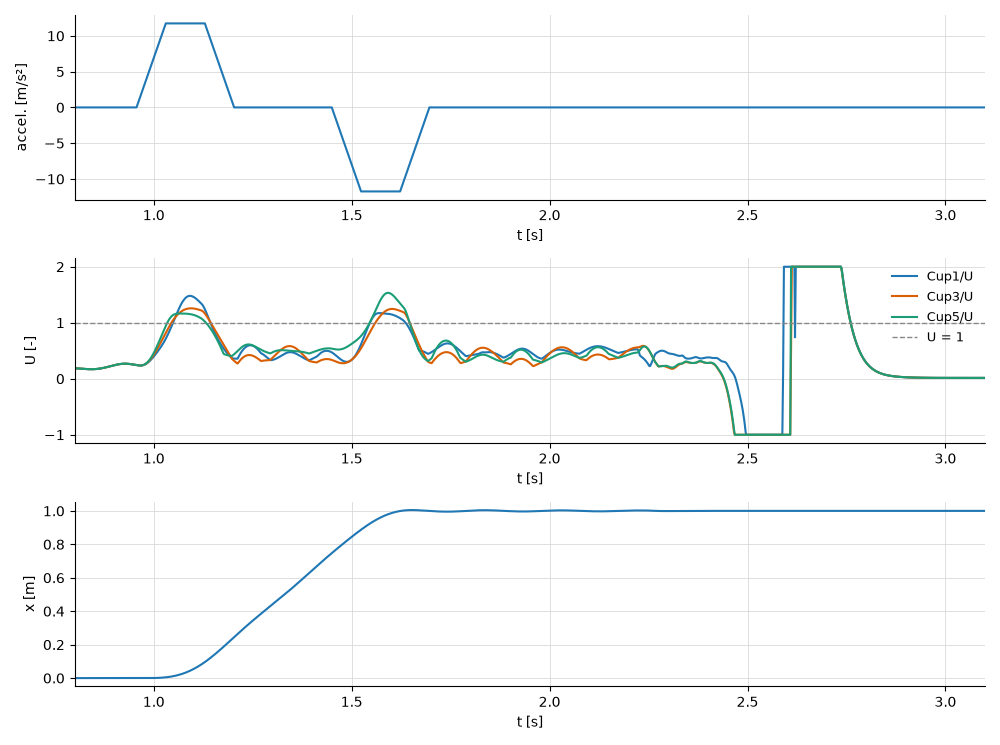 accel. [m/s²]
10
5
0
−5
−10
1.0 1.5 2.0 2.5 3.0
t [s]
U [-]
2
1
0
−1
Cup1/U
Cup3/U
Cup5/U
U = 1
1.0 1.5 2.0 2.5 3.0
t [s]
x [m]
1.0
0.8
0.6
0.4
0.2
0.0
1.0 1.5 2.0 2.5 3.0
t [s]